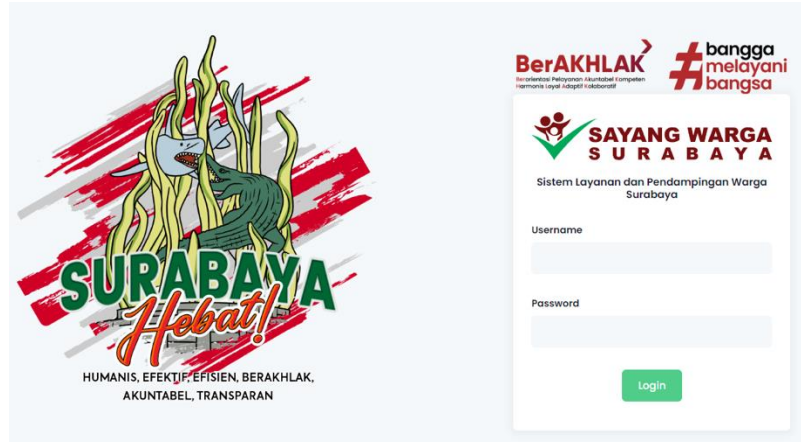 SURABAYA
Hebat!
HUMANIS, EFEKTIF, EFISIEN, BERAKHLAK,
AKUNTABEL, TRANSPARAN
BerAKHLAK
Berorientasi Pelayanan Akuntabel Kompeten
Harmonis Loyal Adaptif Kolaboratif
#bangga
melayani
bangsa
SAYANG WARGA
SURABAYA
Sistem Layanan dan Pendampingan Warga
Surabaya
Username
Password
Login